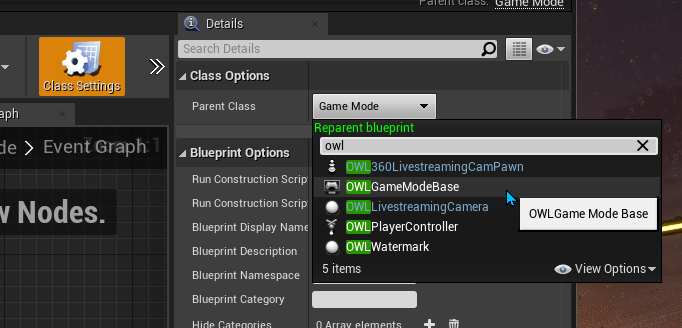 Parent class: Game Mode
Details
Search Details
Class Settings
Class Options
Parent Class
Game Mode
Reparent blueprint
owl
Event Graph
OWL360LivestreamingCamPawn
Blueprint Options
OWLGameModeBase
Run Construction Scrip
OWLLivestreamingCamera
OWLGame Mode Base
w Nodes.
Run Construction Scrip
OWLPlayerController
Blueprint Display Name
OWLWatermark
Blueprint Description
5 items
View Options
Blueprint Namespace
Blueprint Category
Hide Categories
0 Array elements